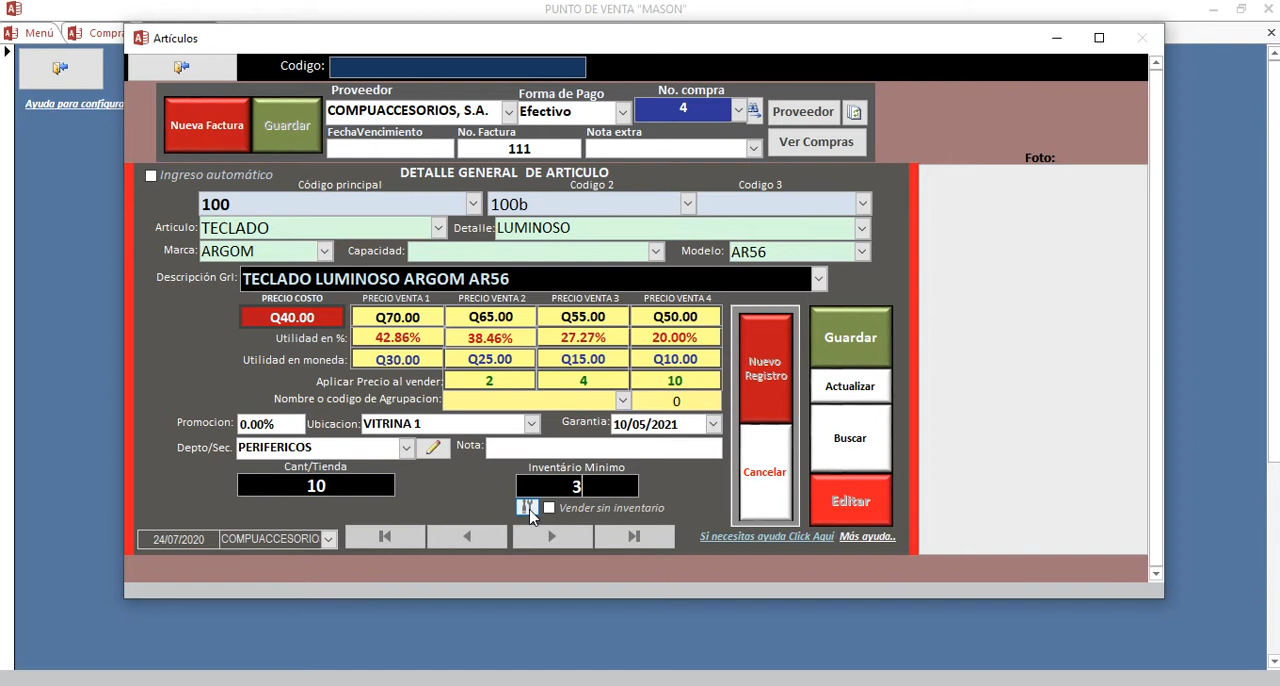 PUNTO DE VENTA "MASON"
Menú
Compra
Artículos
Codigo:
Ayuda para configura
Proveedor
Forma de Pago
No. compra
Nueva Factura
Guardar
COMPUACCESORIOS, S.A.
Efectivo
4
Proveedor
FechaVencimiento
No. Factura
Nota extra
111
Ver Compras
Foto:
Ingreso automático
DETALLE GENERAL DE ARTICULO
Código principal
Codigo 2
Codigo 3
100
100b
Articulo:
TECLADO
Detalle:
LUMINOSO
Marca:
ARGOM
Capacidad:
Modelo:
AR56
Descripción Grl:
TECLADO LUMINOSO ARGOM AR56
PRECIO COSTO
PRECIO VENTA 1
PRECIO VENTA 2
PRECIO VENTA 3
PRECIO VENTA 4
Q40.00
Q70.00
Q65.00
Q55.00
Q50.00
Utilidad en %:
42.86%
38.46%
27.27%
20.00%
Utilidad en moneda:
Q30.00
Q25.00
Q15.00
Q10.00
Aplicar Precio al vender:
2
4
10
Nombre o codigo de Agrupacion:
0
Promocion:
0.00%
Ubicacion:
VITRINA 1
Garantia:
10/05/2021
Depto/Sec.
PERIFERICOS
Nota:
Cant/Tienda
Inventário Minimo
10
3
Vender sin inventario
Nuevo
Registro
Cancelar
Guardar
Actualizar
Buscar
Editar
24/07/2020
COMPUACCESORIO
Si necesitas ayuda Click Aqui
Más ayuda..